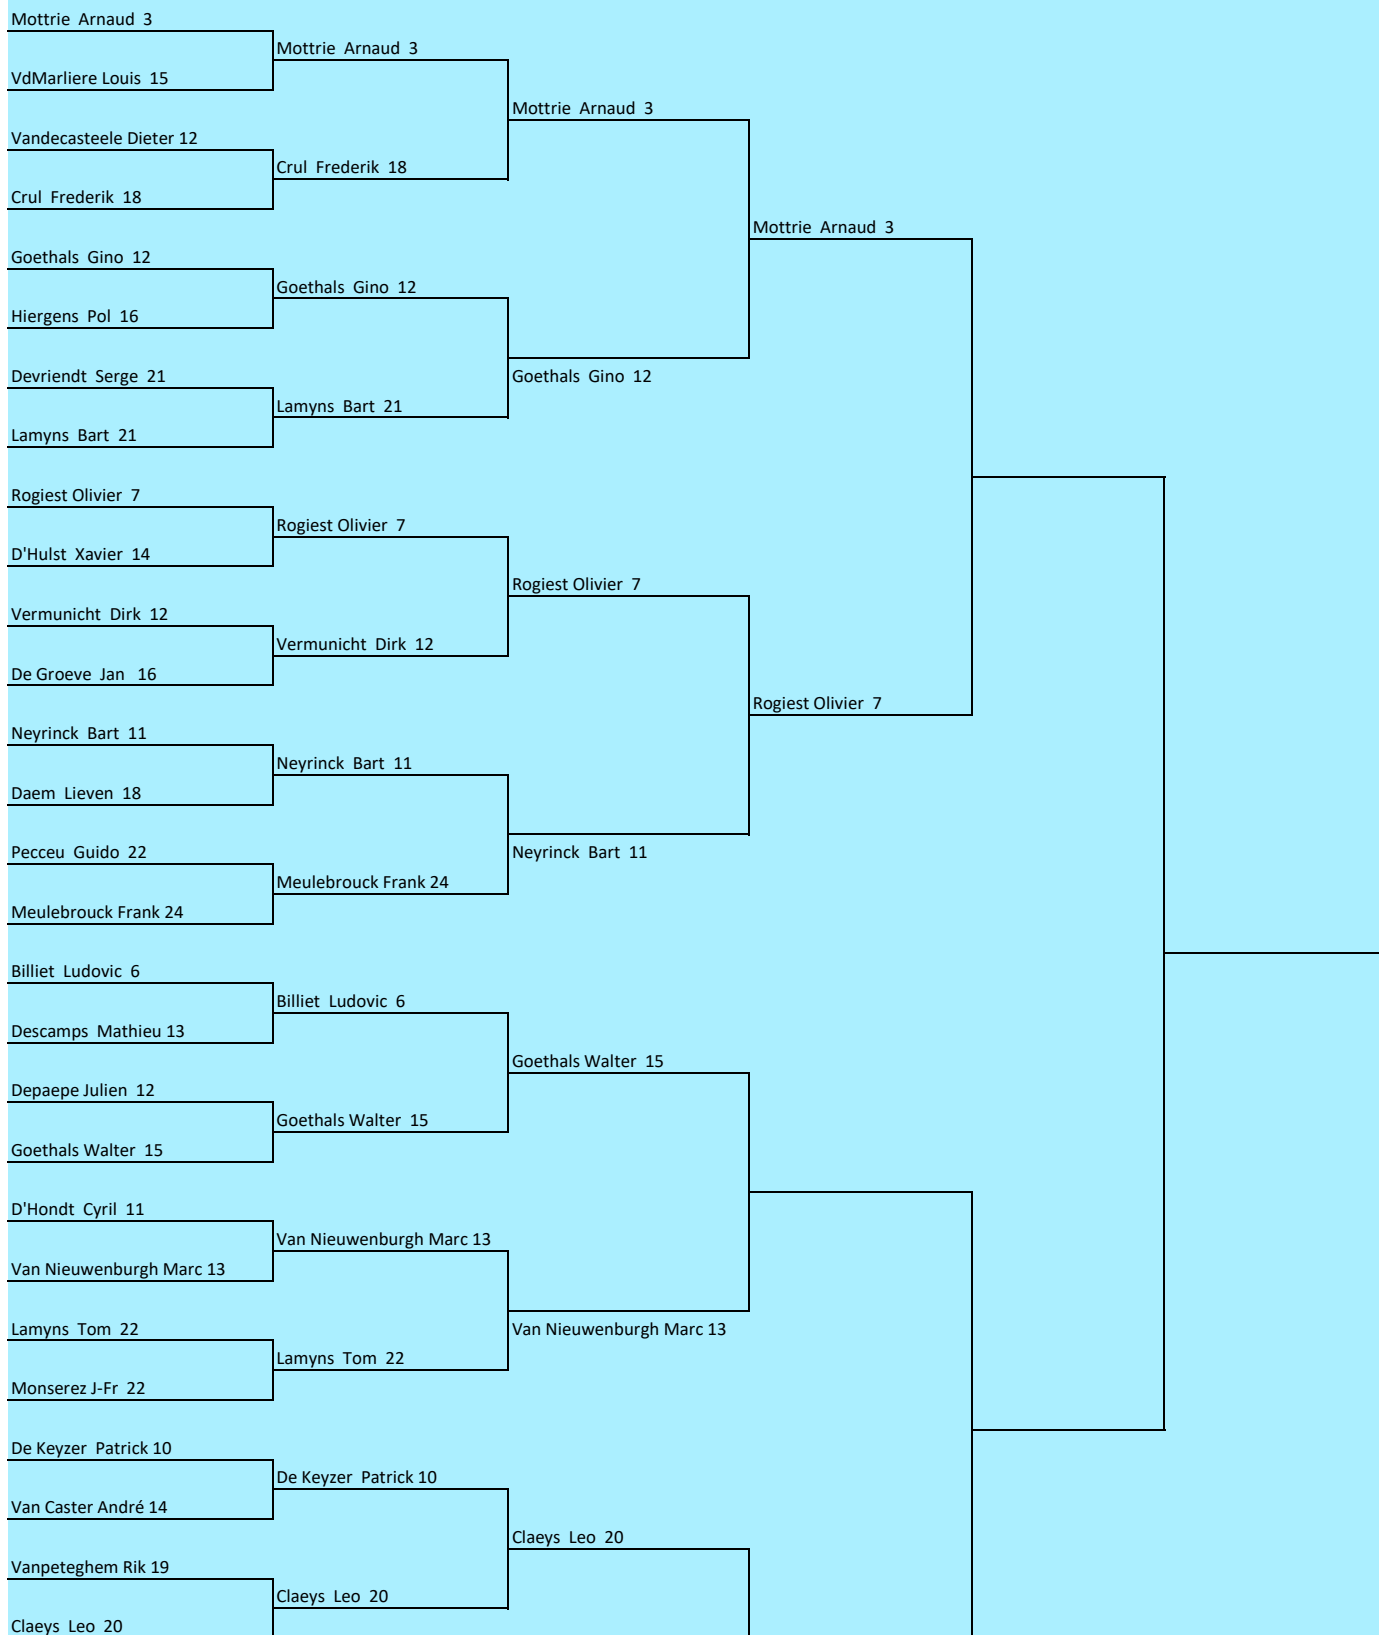 Mottrie Arnaud 3
Mottrie Arnaud 3
VdMarliere Louis 15
Mottrie Arnaud 3
Vandecasteele Dieter 12
Crul Frederik 18
Crul Frederik 18
Mottrie Arnaud 3
Goethals Gino 12
Goethals Gino 12
Hiergens Pol 16
Devriendt Serge 21
Goethals Gino 12
Lamyns Bart 21
Lamyns Bart 21
Rogiest Olivier 7
Rogiest Olivier 7
D'Hulst Xavier 14
Rogiest Olivier 7
Vermunicht Dirk 12
Vermunicht Dirk 12
De Groeve Jan 16
Rogiest Olivier 7
Neyrinck Bart 11
Neyrinck Bart 11
Daem Lieven 18
Pecceu Guido 22
Neyrinck Bart 11
Meulebrouck Frank 24
Meulebrouck Frank 24
Billiet Ludovic 6
Billiet Ludovic 6
Descamps Mathieu 13
Goethals Walter 15
Depaepe Julien 12
Goethals Walter 15
Goethals Walter 15
D'Hondt Cyril 11
Van Nieuwenburgh Marc 13
Van Nieuwenburgh Marc 13
Lamyns Tom 22
Van Nieuwenburgh Marc 13
Lamyns Tom 22
Monserez J-Fr 22
De Keyzer Patrick 10
De Keyzer Patrick 10
Van Caster André 14
Claeys Leo 20
Vanpeteghem Rik 19
Claeys Leo 20
Claeys Leo 20